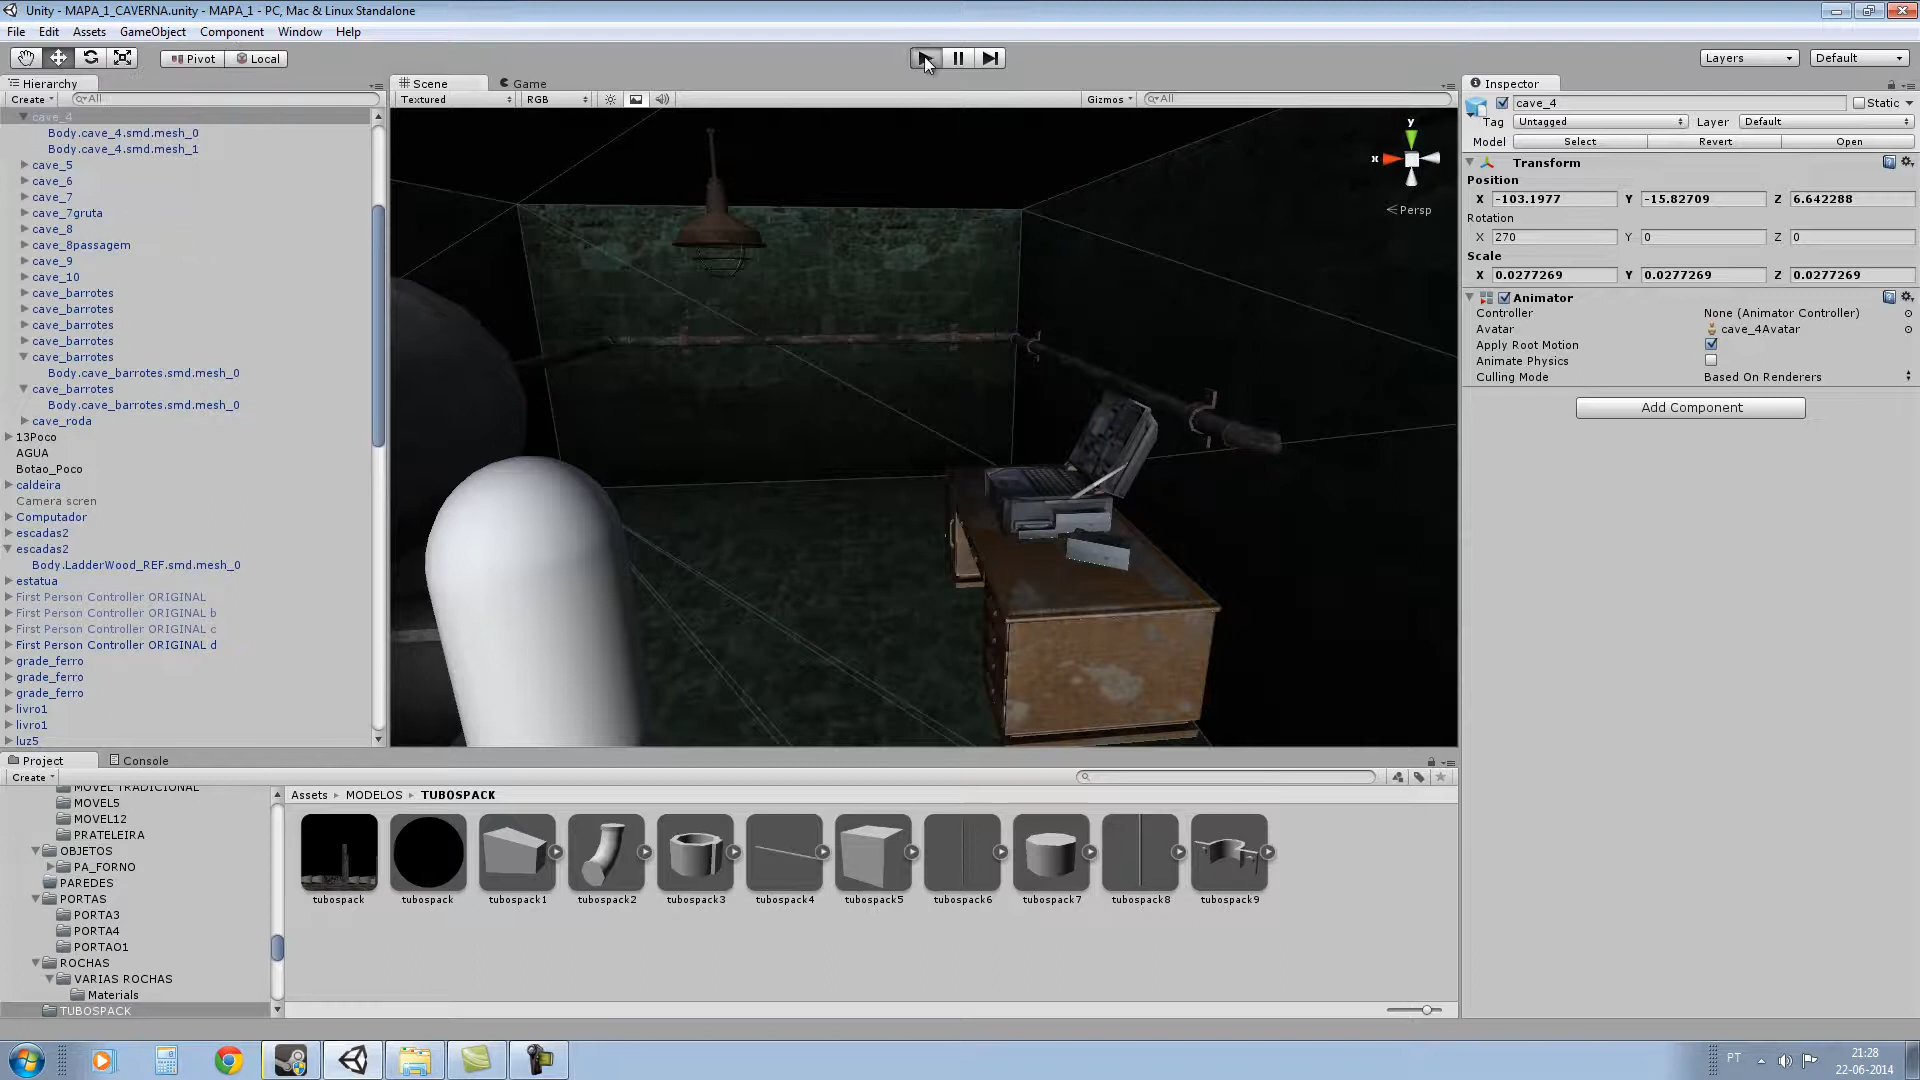 Unity - MAPA_1_CAVERNA.unity - MAPA_1 - PC, Mac & Linux Standalone
File Edit Assets GameObject Component Window Help
Pivot Local Layers Default
Hierarchy
Create All
cave_4
Body.cave_4.smd.mesh_0
Body.cave_4.smd.mesh_1
cave_5
cave_6
cave_7
cave_7gruta
cave_8
cave_8passagem
cave_9
cave_10
cave_barrotes
cave_barrotes
cave_barrotes
cave_barrotes
cave_barrotes
Body.cave_barrotes.smd.mesh_0
cave_barrotes
Body.cave_barrotes.smd.mesh_0
cave_roda
13Poco
AGUA
Botao_Poco
caldeira
Camera scren
Computador
escadas2
escadas2
Body.LadderWood_REF.smd.mesh_0
estatua
First Person Controller ORIGINAL
First Person Controller ORIGINAL b
First Person Controller ORIGINAL c
First Person Controller ORIGINAL d
grade_ferro
grade_ferro
grade_ferro
livro1
livro1
luz5
Scene Game
Textured RGB Gizmos All
y
x
Persp
Inspector
cave_4 Static
Tag Untagged Layer Default
Model Select Revert Open
Transform
Position
X -103.1977 Y -15.82709 Z 6.642288
Rotation
X 270 Y 0 Z 0
Scale
X 0.0277269 Y 0.0277269 Z 0.0277269
Animator
Controller None (Animator Controller)
Avatar cave_4Avatar
Apply Root Motion
Animate Physics
Culling Mode Based On Renderers
Add Component
Project Console
Create
MOVEL TRADICIONAL
MOVEL5
MOVEL12
PRATELEIRA
OBJETOS
PA_FORNO
PAREDES
PORTAS
PORTA3
PORTA4
PORTAO1
ROCHAS
VARIAS ROCHAS
Materials
TUBOSPACK
Assets MODELOS TUBOSPACK
tubospack tubospack tubospack1 tubospack2 tubospack3 tubospack4 tubospack5 tubospack6 tubospack7 tubospack8 tubospack9
PT
21:28
22-06-2014